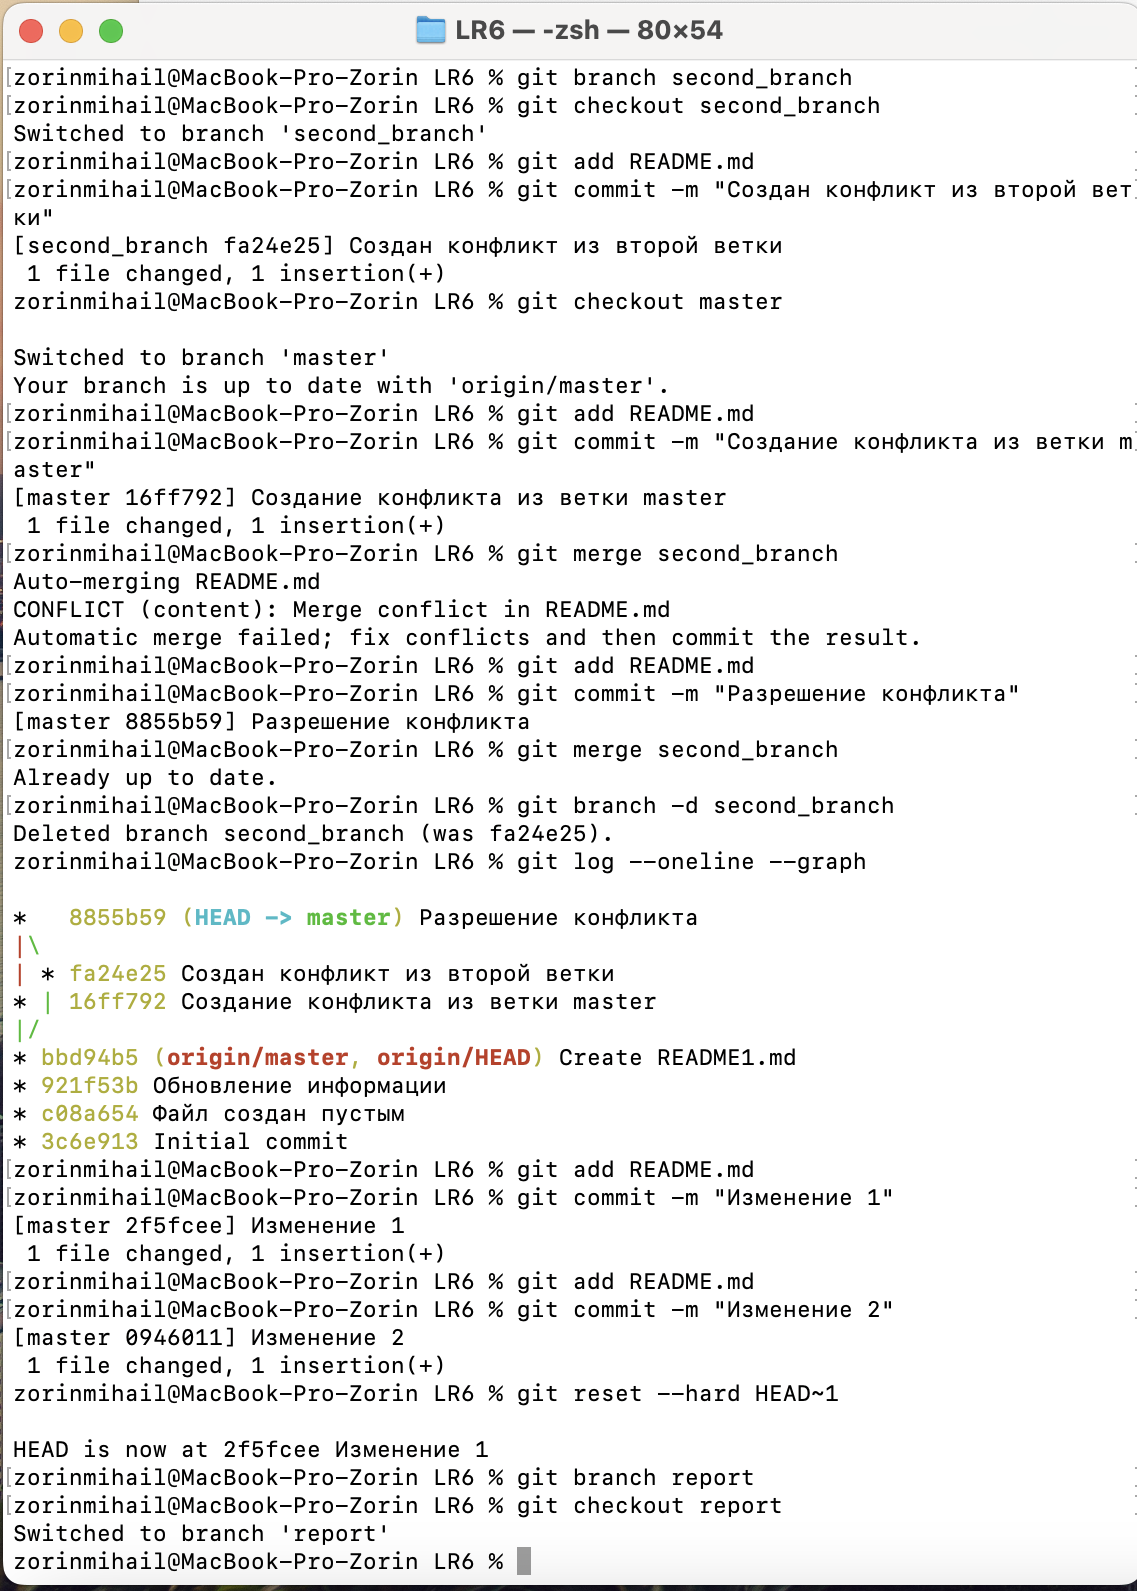 LR6 — -zsh — 80×54
zorinmihail@MacBook-Pro-Zorin LR6 % git branch second_branch
zorinmihail@MacBook-Pro-Zorin LR6 % git checkout second_branch
Switched to branch 'second_branch'
zorinmihail@MacBook-Pro-Zorin LR6 % git add README.md
zorinmihail@MacBook-Pro-Zorin LR6 % git commit -m "Создан конфликт из второй вет
ки"
[second_branch fa24e25] Создан конфликт из второй ветки
 1 file changed, 1 insertion(+)
zorinmihail@MacBook-Pro-Zorin LR6 % git checkout master
Switched to branch 'master'
Your branch is up to date with 'origin/master'.
zorinmihail@MacBook-Pro-Zorin LR6 % git add README.md
zorinmihail@MacBook-Pro-Zorin LR6 % git commit -m "Создание конфликта из ветки m
aster"
[master 16ff792] Создание конфликта из ветки master
 1 file changed, 1 insertion(+)
zorinmihail@MacBook-Pro-Zorin LR6 % git merge second_branch
Auto-merging README.md
CONFLICT (content): Merge conflict in README.md
Automatic merge failed; fix conflicts and then commit the result.
zorinmihail@MacBook-Pro-Zorin LR6 % git add README.md
zorinmihail@MacBook-Pro-Zorin LR6 % git commit -m "Разрешение конфликта"
[master 8855b59] Разрешение конфликта
zorinmihail@MacBook-Pro-Zorin LR6 % git merge second_branch
Already up to date.
zorinmihail@MacBook-Pro-Zorin LR6 % git branch -d second_branch
Deleted branch second_branch (was fa24e25).
zorinmihail@MacBook-Pro-Zorin LR6 % git log --oneline --graph
*   8855b59 (HEAD -> master) Разрешение конфликта
|\
| * fa24e25 Создан конфликт из второй ветки
* | 16ff792 Создание конфликта из ветки master
|/
* bbd94b5 (origin/master, origin/HEAD) Create README1.md
* 921f53b Обновление информации
* c08a654 Файл создан пустым
* 3c6e913 Initial commit
zorinmihail@MacBook-Pro-Zorin LR6 % git add README.md
zorinmihail@MacBook-Pro-Zorin LR6 % git commit -m "Изменение 1"
[master 2f5fcee] Изменение 1
 1 file changed, 1 insertion(+)
zorinmihail@MacBook-Pro-Zorin LR6 % git add README.md
zorinmihail@MacBook-Pro-Zorin LR6 % git commit -m "Изменение 2"
[master 0946011] Изменение 2
 1 file changed, 1 insertion(+)
zorinmihail@MacBook-Pro-Zorin LR6 % git reset --hard HEAD~1
HEAD is now at 2f5fcee Изменение 1
zorinmihail@MacBook-Pro-Zorin LR6 % git branch report
zorinmihail@MacBook-Pro-Zorin LR6 % git checkout report
Switched to branch 'report'
zorinmihail@MacBook-Pro-Zorin LR6 %